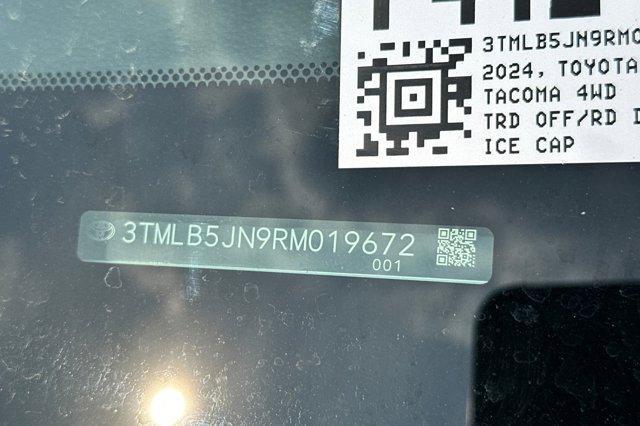 3TMLB5JN9RM0
2024, TOYOTA
TACOMA 4WD
TRD OFF/RD D
ICE CAP
3TMLB5JN9RM019672
001